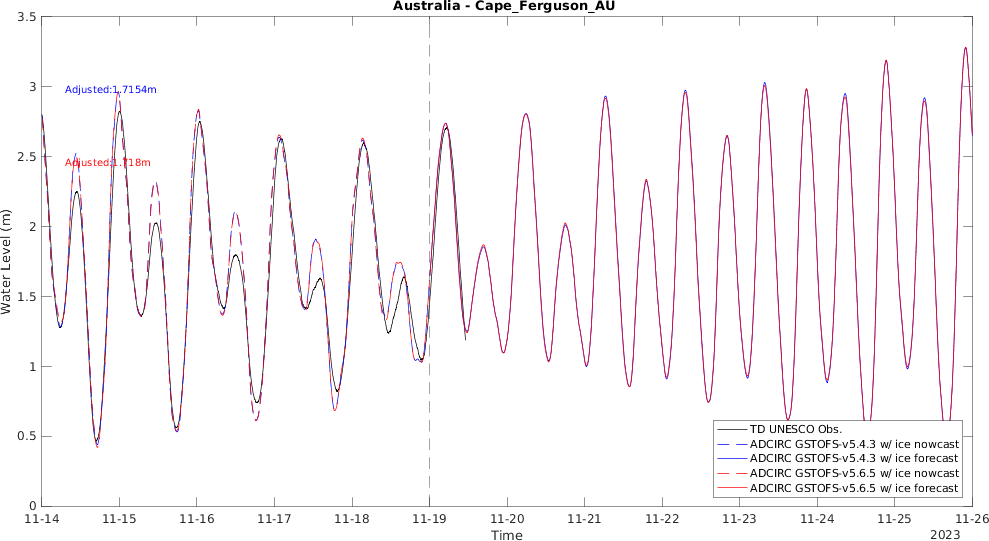 Australia - Cape_Ferguson_AU
3.5
3
2.5
2
1.5
1
0.5
0
Water Level (m)
Adjusted:1.7154m
Adjusted:1.718m
TD UNESCO Obs.
ADCIRC GSTOFS-v5.4.3 w/ ice nowcast
ADCIRC GSTOFS-v5.4.3 w/ ice forecast
ADCIRC GSTOFS-v5.6.5 w/ ice nowcast
ADCIRC GSTOFS-v5.6.5 w/ ice forecast
11-14 11-15 11-16 11-17 11-18 11-19 11-20 11-21 11-22 11-23 11-24 11-25 11-26
Time
2023